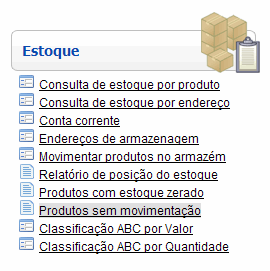 Estoque
Consulta de estoque por produto
Consulta de estoque por endereço
Conta corrente
Endereços de armazenagem
Movimentar produtos no armazém
Relatório de posição do estoque
Produtos com estoque zerado
Produtos sem movimentação
Classificação ABC por Valor
Classificação ABC por Quantidade